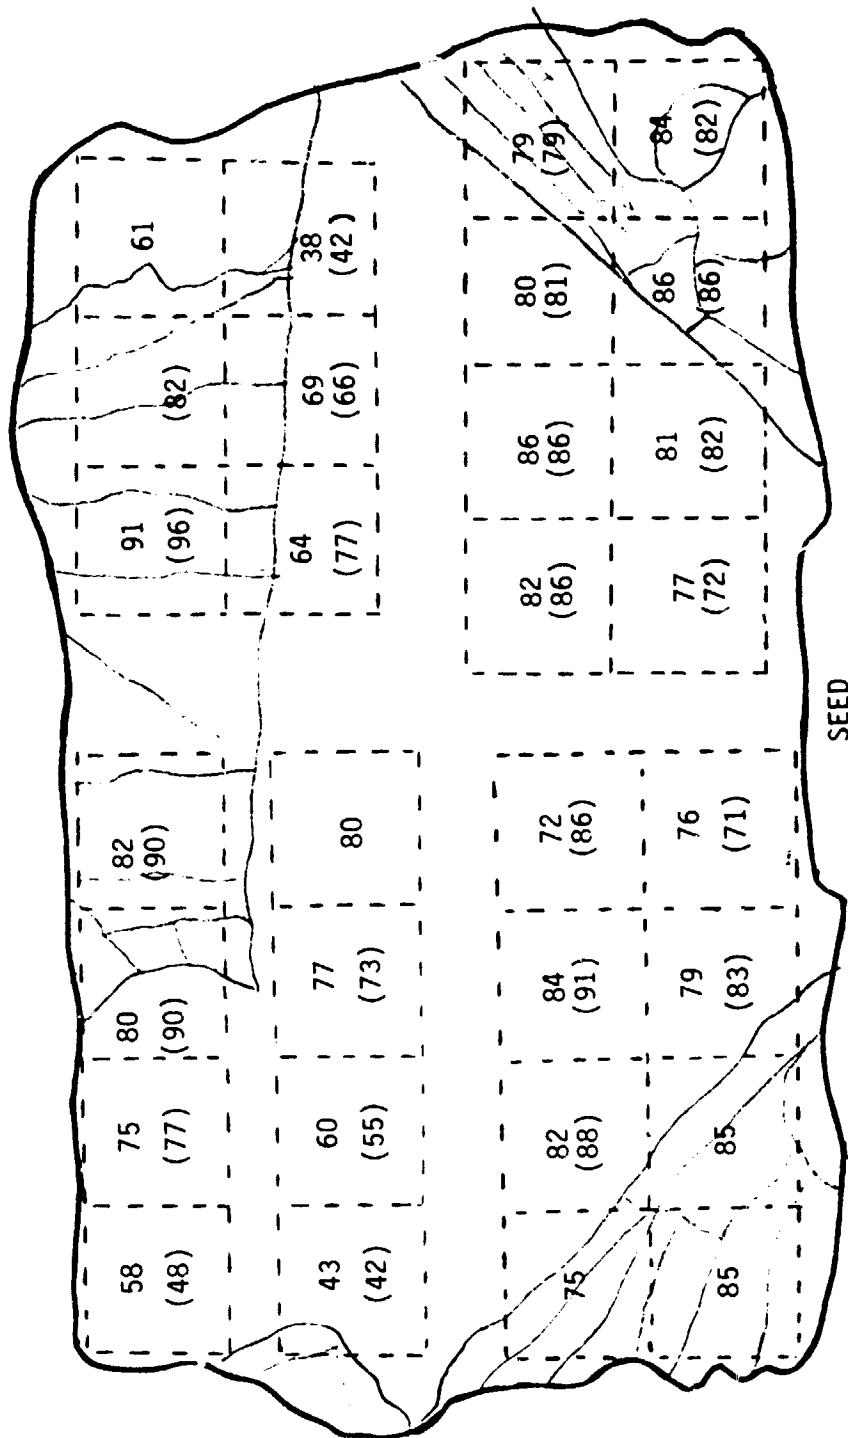 58 75 80 82 91 61
(48) (77) (90) (90) (96) (82)
43 60 77 80 64 69 38
(42) (55) (73) (77) (66) (42)
75 82 84 72 82 86 80 79
(88) (91) (86) (86) (86) (81) (79)
85 85 79 76 77 81 86 84
(83) (71) (72) (82) (86) (82)
SEED